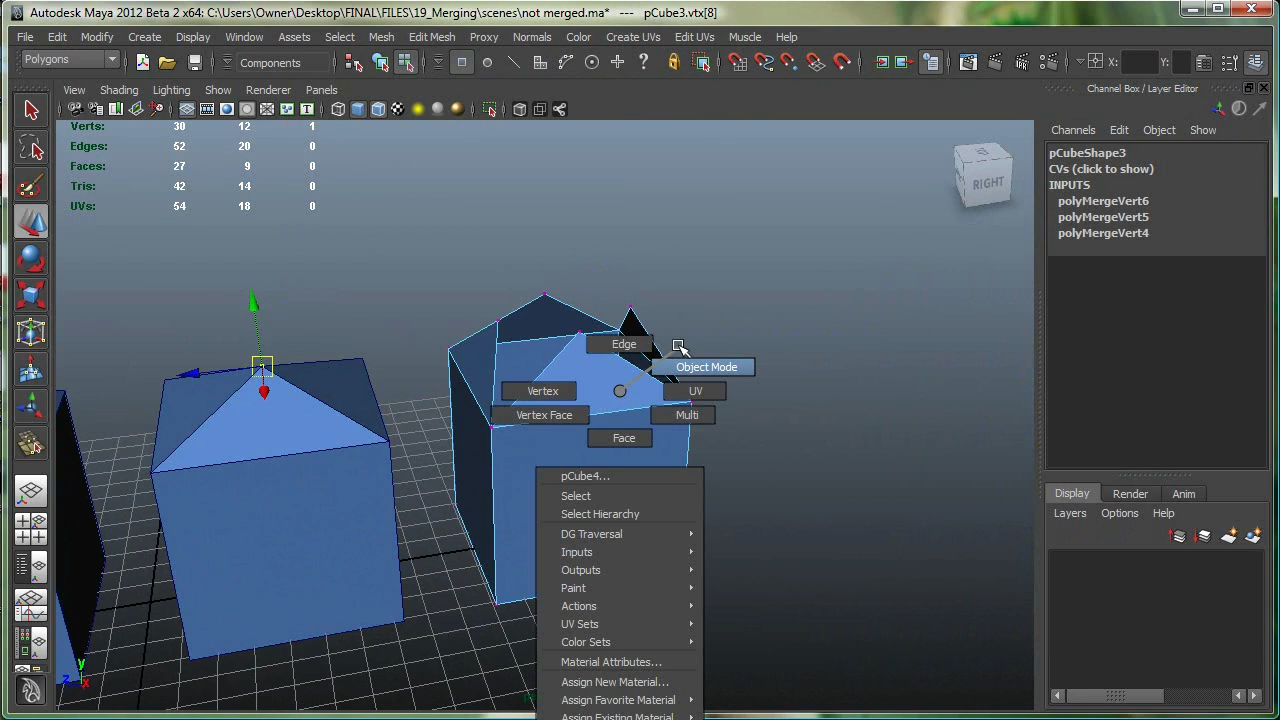 Autodesk Maya 2012 Beta 2 x64: C:\Users\Owner\Desktop\FINAL\FILES\19_Merging\scenes\not merged.ma* --- pCube3.vtx[8]
File Edit Modify Create Display Window Assets Select Mesh Edit Mesh Proxy Normals Color Create UVs Edit UVs Muscle Help
Polygons Components X: Y:
View Shading Lighting Show Renderer Panels
Channel Box / Layer Editor
Channels Edit Object Show
Verts: 30 12 1
Edges: 52 20 0
Faces: 27 9 0
Tris: 42 14 0
UVs: 54 18 0
RIGHT
pCubeShape3
CVs (click to show)
INPUTS
polyMergeVert6
polyMergeVert5
polyMergeVert4
Edge
Object Mode
Vertex UV
Vertex Face Multi
Face
pCube4...
Select
Select Hierarchy
DG Traversal
Inputs
Outputs
Paint
Actions
UV Sets
Color Sets
Material Attributes...
Assign New Material...
Assign Favorite Material
Assign Existing Material
Display Render Anim
Layers Options Help
y
z x